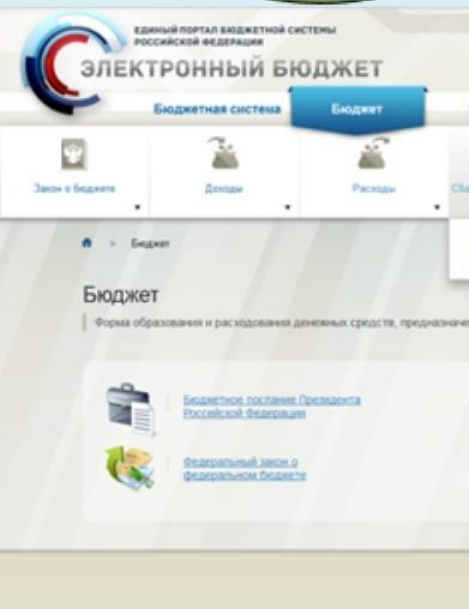 ЕДИНЫЙ ПОРТАЛ БЮДЖЕТНОЙ СИСТЕМЫ
РОССИЙСКОЙ ФЕДЕРАЦИИ
ЭЛЕКТРОННЫЙ БЮДЖЕТ
Бюджетная система Бюджет
Закон о бюджете Доходы Расходы
> Бюджет
Бюджет
Форма образования и расходования денежных средств,
Бюджетное послание Президента
Российской Федерации
Федеральный закон о
федеральном бюджете